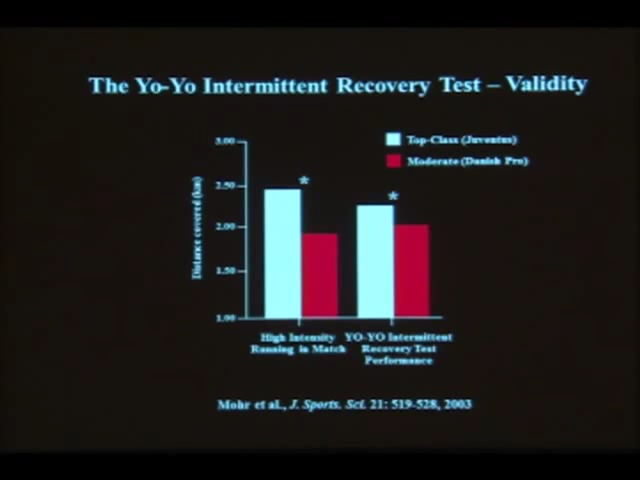 The Yo-Yo Intermittent Recovery Test – Validity
Top-Class (Juventus)
Moderate (Danish Pro)
Distance covered (km)
3.00
2.50
2.00
1.50
1.00
*
*
High Intensity
Running in Match
YO-YO Intermittent
Recovery Test
Performance
Mohr et al., J. Sports. Sci. 21: 519-528, 2003